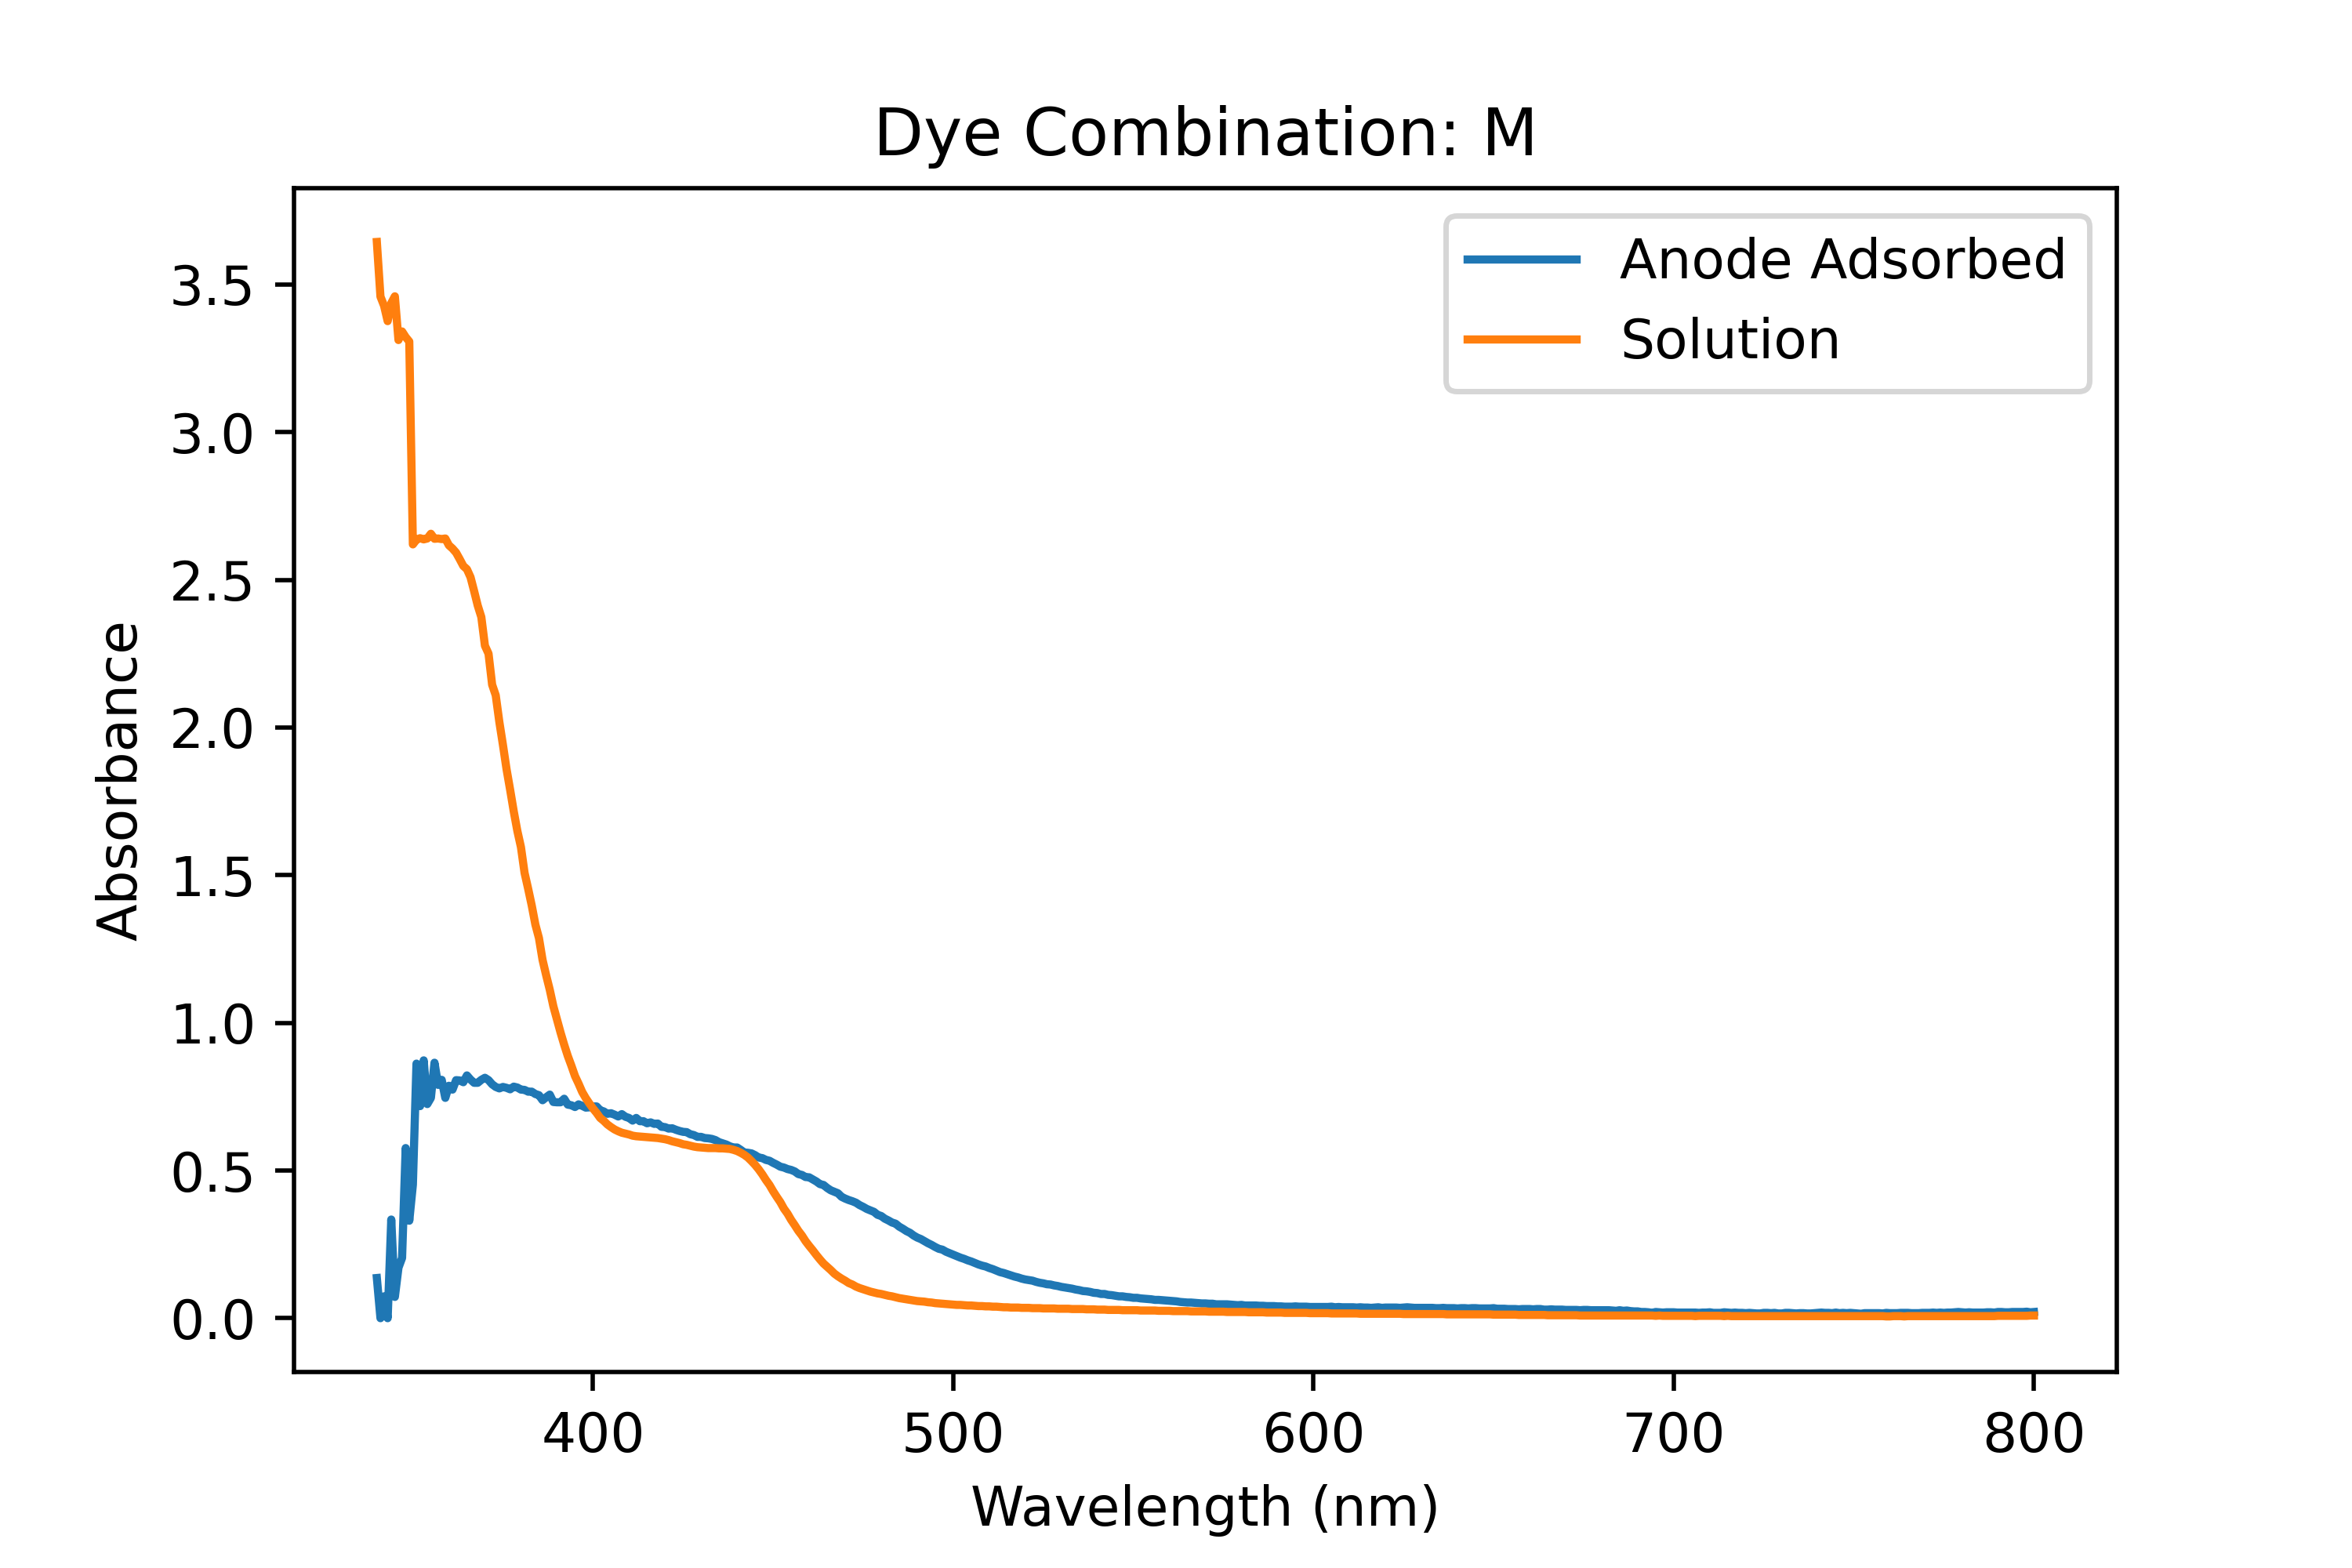 Dye Combination: M
Anode Adsorbed
Solution
Absorbance
3.5
3.0
2.5
2.0
1.5
1.0
0.5
0.0
400 500 600 700 800
Wavelength (nm)